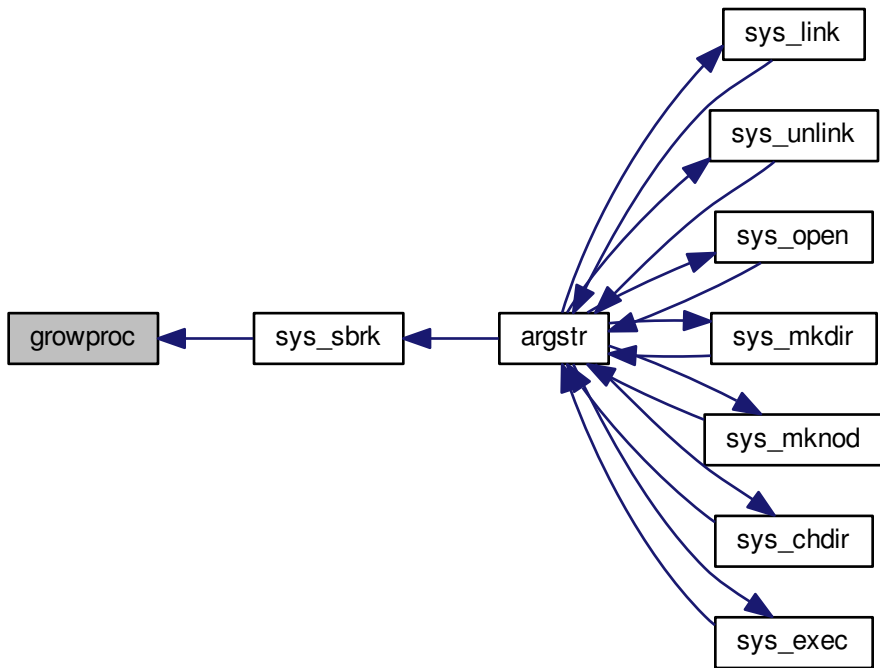 growproc
sys_sbrk
argstr
sys_link
sys_unlink
sys_open
sys_mkdir
sys_mknod
sys_chdir
sys_exec